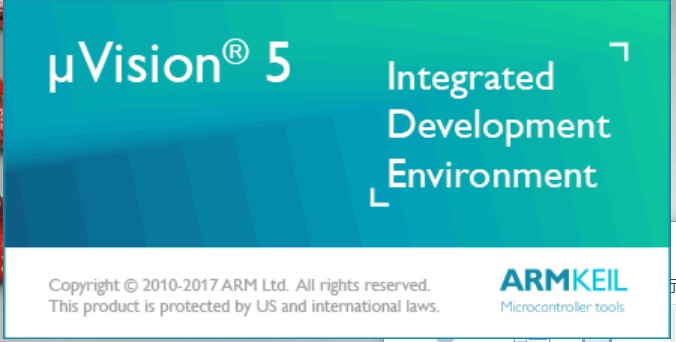 µVision® 5
Integrated
Development
Environment
Copyright © 2010-2017 ARM Ltd. All rights reserved.
This product is protected by US and international laws.
ARMKEIL
Microcontroller tools